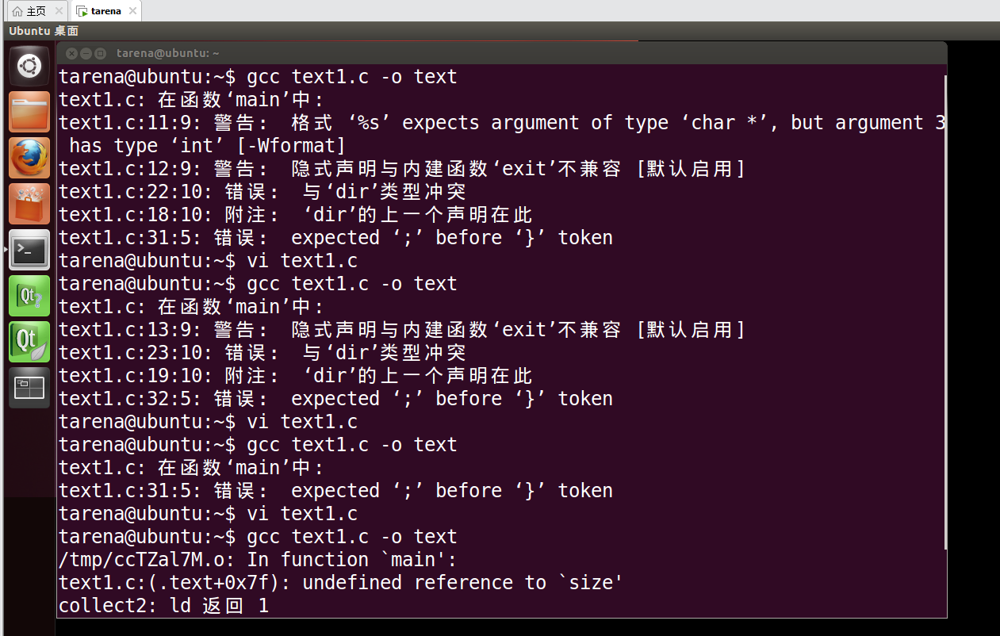 主页
tarena
Ubuntu 桌面
tarena@ubuntu: ~
tarena@ubuntu:~$ gcc text1.c -o text
text1.c: 在函数‘main’中:
text1.c:11:9: 警告： 格式 ‘%s’ expects argument of type ‘char *’, but argument 3
 has type ‘int’ [-Wformat]
text1.c:12:9: 警告： 隐式声明与内建函数‘exit’不兼容 [默认启用]
text1.c:22:10: 错误： 与‘dir’类型冲突
text1.c:18:10: 附注： ‘dir’的上一个声明在此
text1.c:31:5: 错误： expected ‘;’ before ‘}’ token
tarena@ubuntu:~$ vi text1.c
tarena@ubuntu:~$ gcc text1.c -o text
text1.c: 在函数‘main’中:
text1.c:13:9: 警告： 隐式声明与内建函数‘exit’不兼容 [默认启用]
text1.c:23:10: 错误： 与‘dir’类型冲突
text1.c:19:10: 附注： ‘dir’的上一个声明在此
text1.c:32:5: 错误： expected ‘;’ before ‘}’ token
tarena@ubuntu:~$ vi text1.c
tarena@ubuntu:~$ gcc text1.c -o text
text1.c: 在函数‘main’中:
text1.c:31:5: 错误： expected ‘;’ before ‘}’ token
tarena@ubuntu:~$ vi text1.c
tarena@ubuntu:~$ gcc text1.c -o text
/tmp/ccTZal7M.o: In function `main':
text1.c:(.text+0x7f): undefined reference to `size'
collect2: ld 返回 1
Qt?
Qt